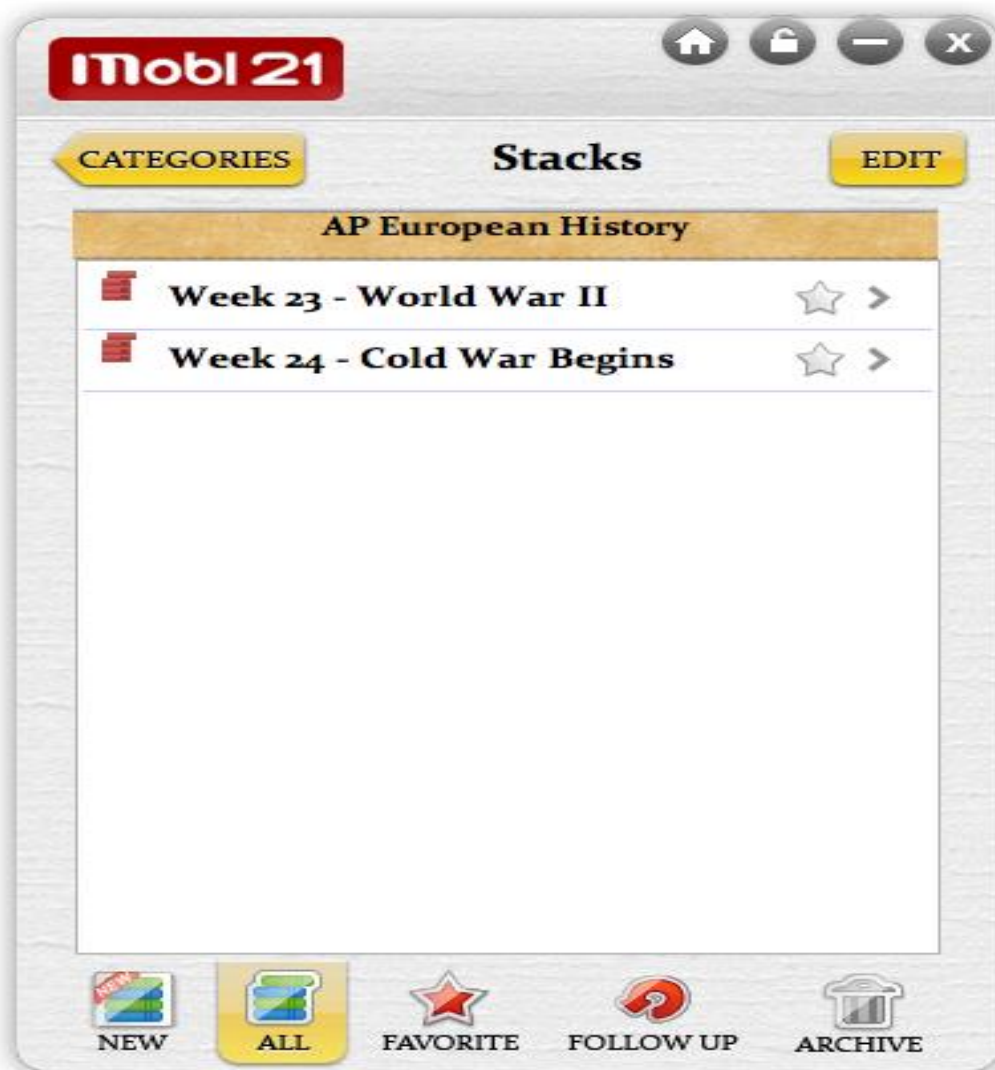 Mobl 21
CATEGORIES Stacks EDIT
AP European History
Week 23 - World War II
Week 24 - Cold War Begins
NEW
NEW ALL FAVORITE FOLLOW UP ARCHIVE